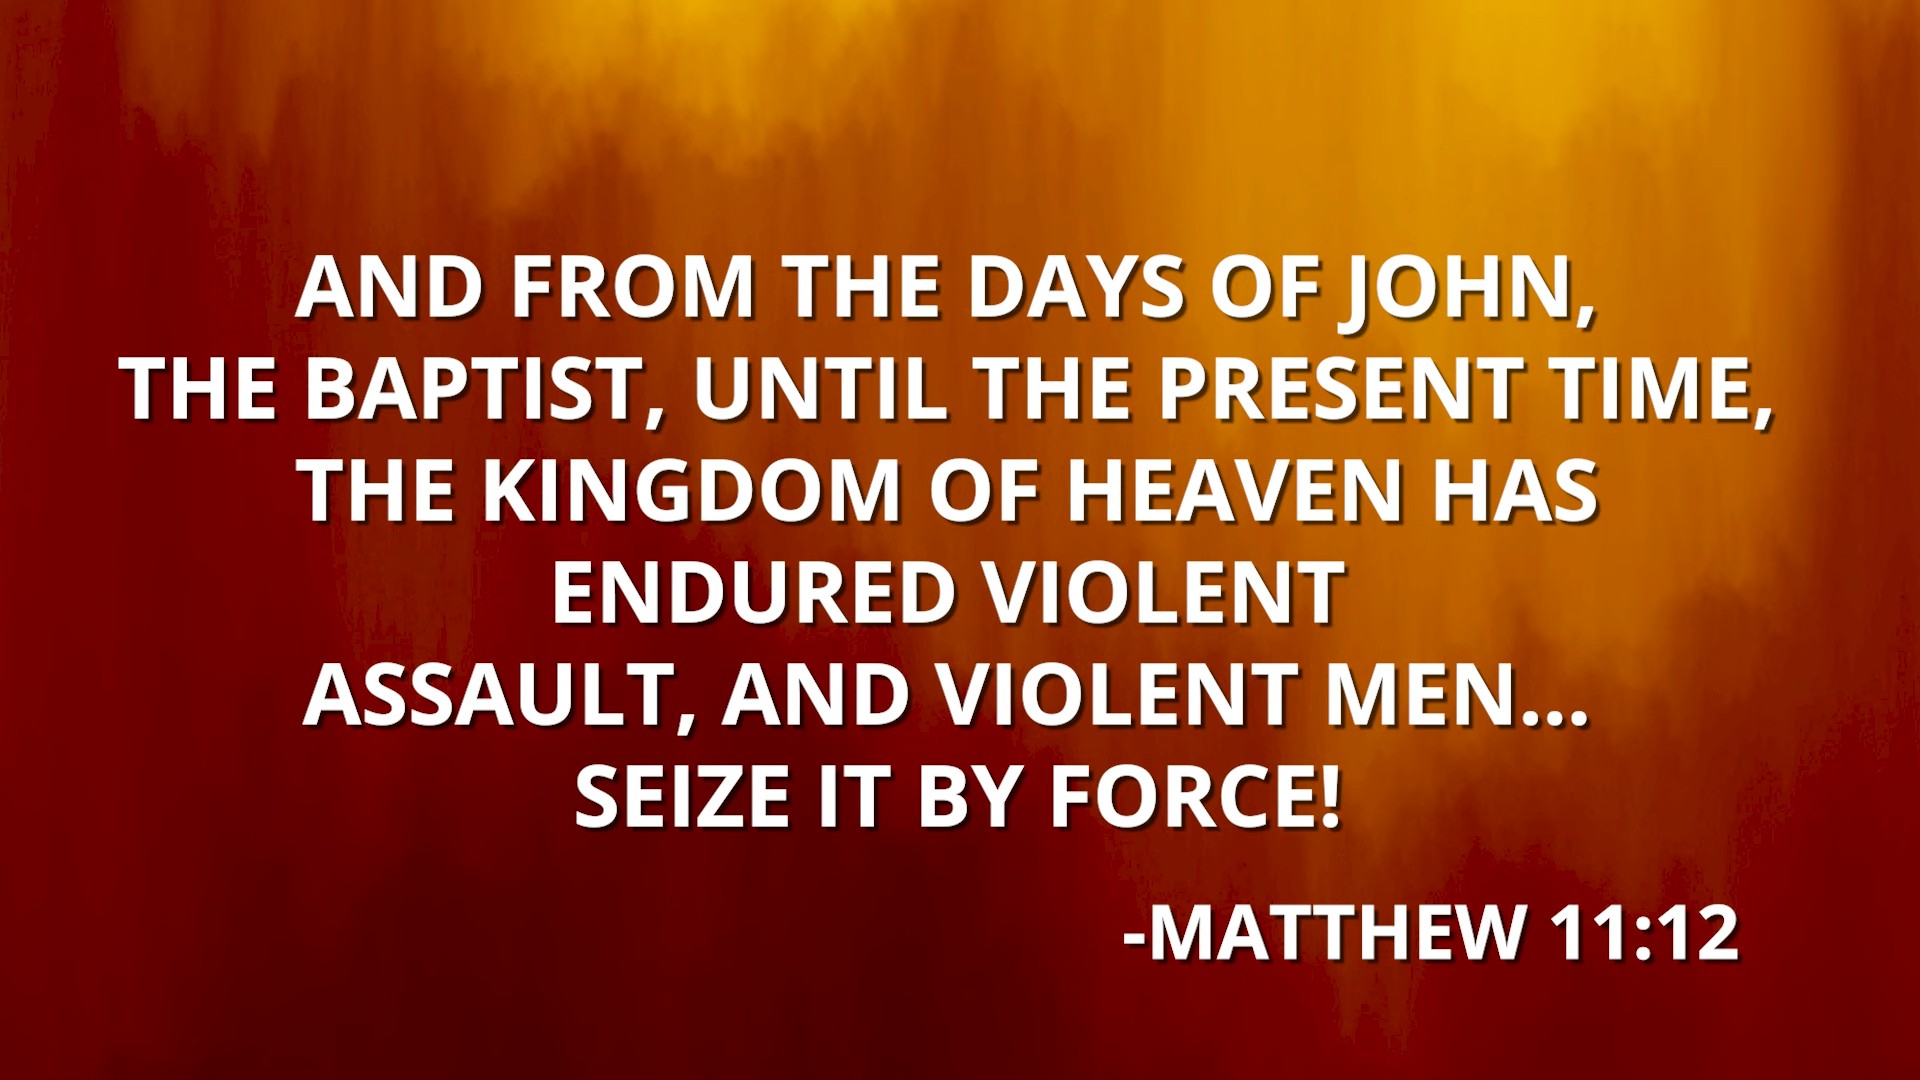 AND FROM THE DAYS OF JOHN,
THE BAPTIST, UNTIL THE PRESENT TIME,
THE KINGDOM OF HEAVEN HAS
ENDURED VIOLENT
ASSAULT, AND VIOLENT MEN...
SEIZE IT BY FORCE!
-MATTHEW 11:12